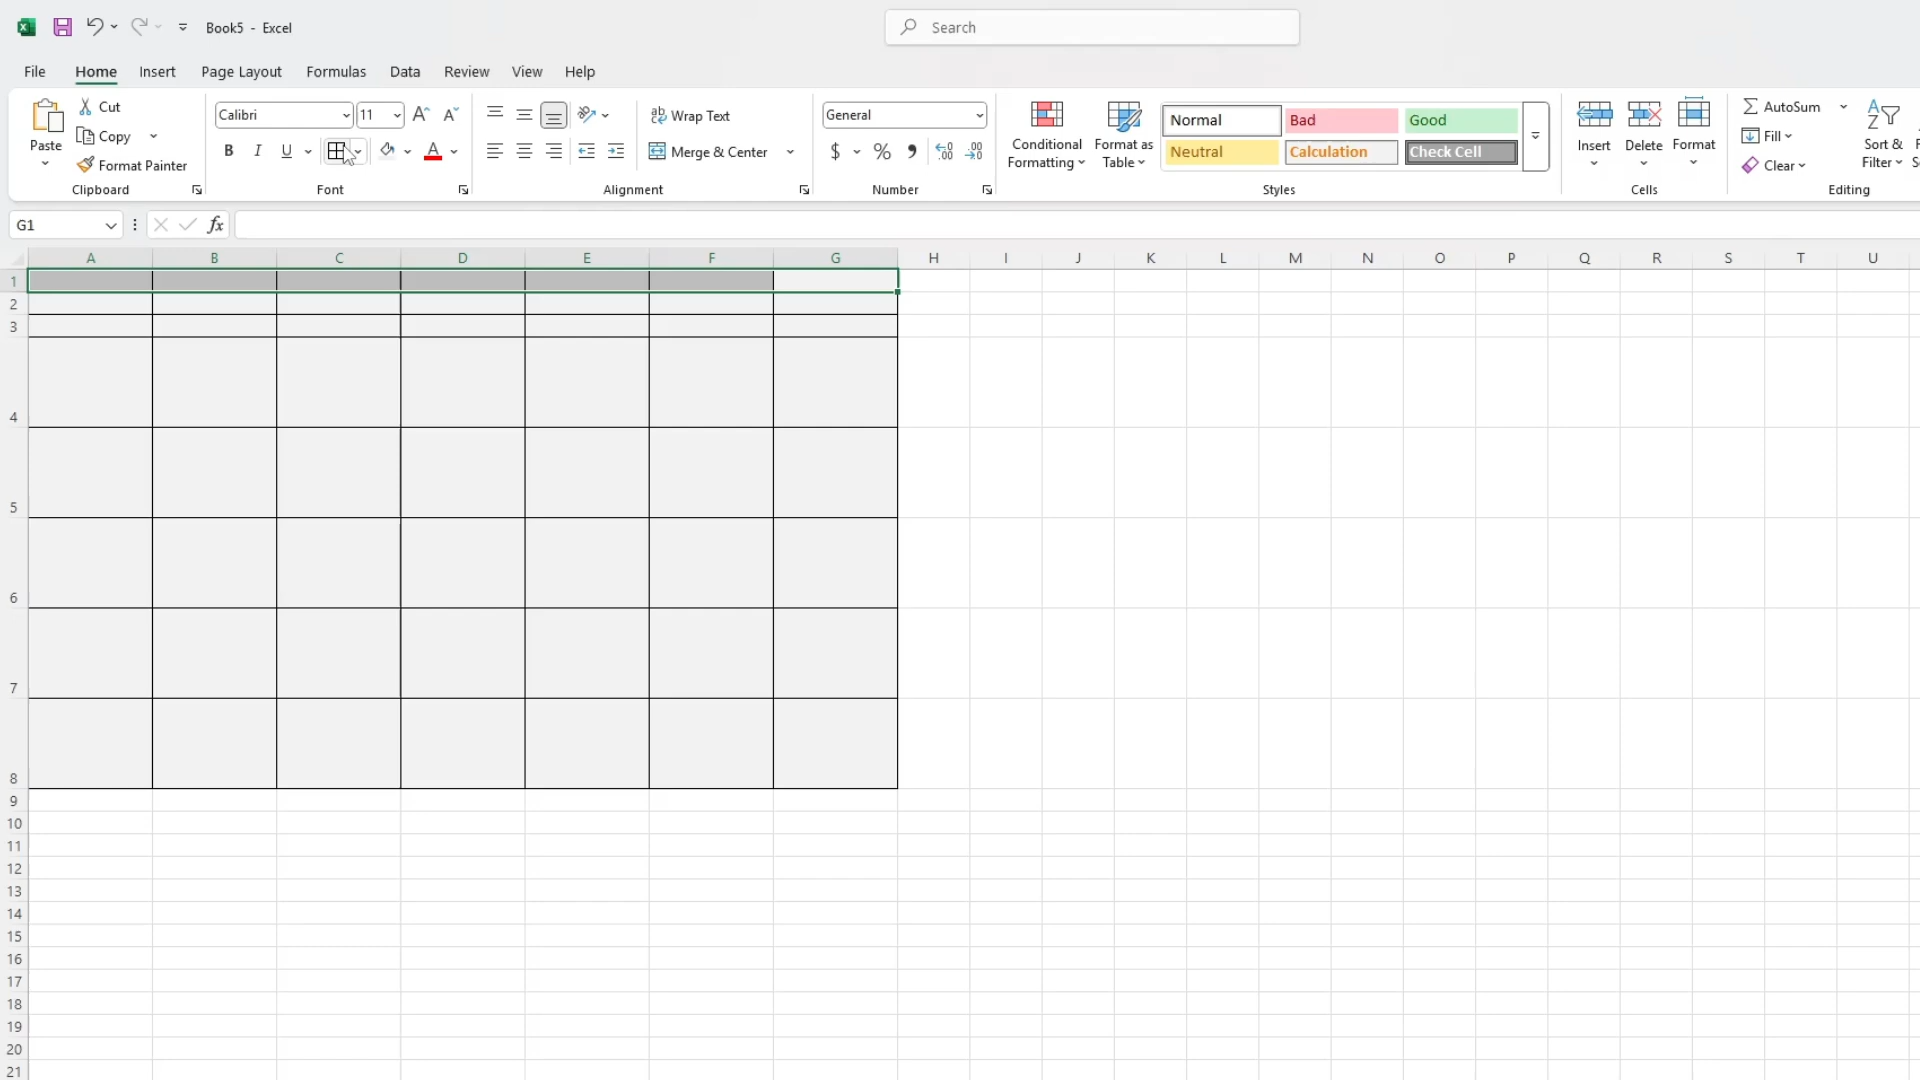 Book5 - Excel
Search
File Home Insert Page Layout Formulas Data Review View Help
Paste
Cut
Copy
Format Painter
Clipboard
Calibri 11
B I U A
Font
Wrap Text
Merge & Center
Alignment
General
$ % ,
Number
Conditional Formatting
Format as Table
Normal Bad Good
Neutral Calculation Check Cell
Styles
Insert Delete Format
Cells
AutoSum
Fill
Clear
Sort & Filter
Editing
G1
fx
A B C D E F G H I J K L M N O P Q R S T U
1
2
3
4
5
6
7
8
9
10
11
12
13
14
15
16
17
18
19
20
21